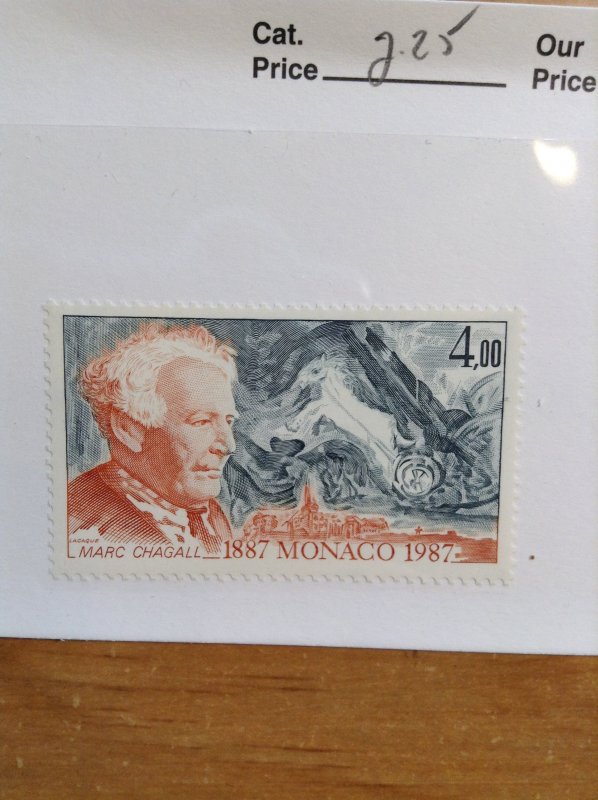 Cat.
Price 2.25
Our
Price
4,00
LACAQUE
MARC CHAGALL
1887 MONACO 1987